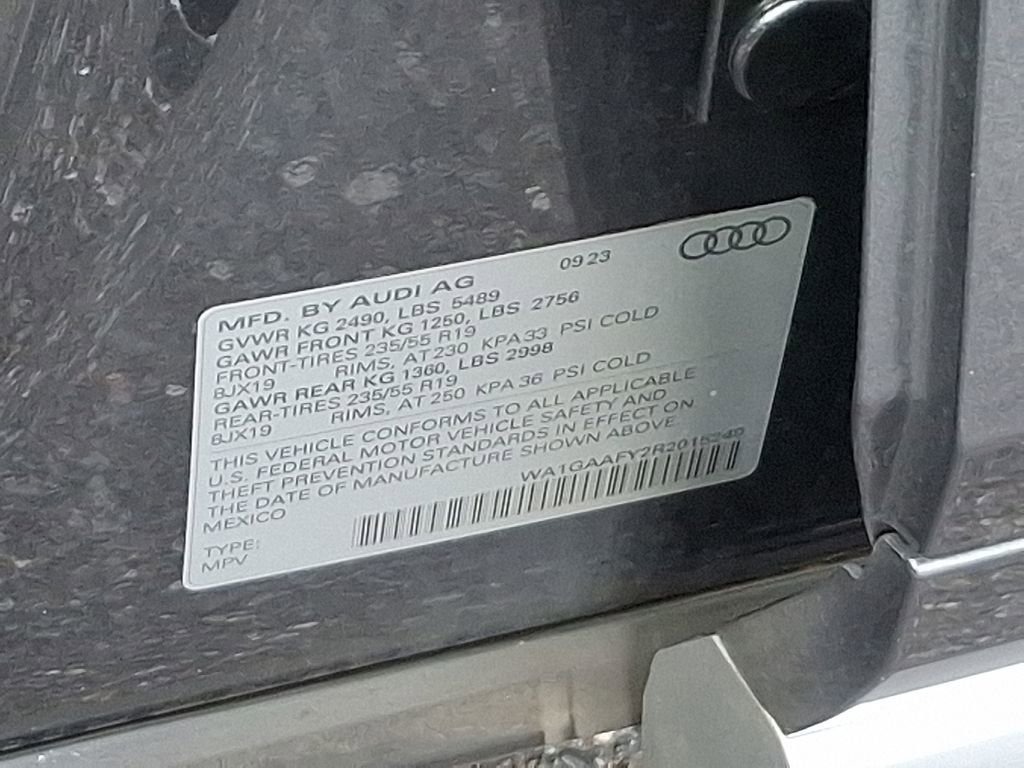 MFD. BY AUDI AG 09 23
GVWR KG 2490, LBS 5489
GAWR FRONT KG 1250, LBS 2756
FRONT-TIRES 235/55 R19
8JX19 RIMS, AT 230 KPA 33 PSI COLD
GAWR REAR KG 1360, LBS 2998
REAR-TIRES 235/55 R19
8JX19 RIMS, AT 250 KPA 36 PSI COLD
THIS VEHICLE CONFORMS TO ALL APPLICABLE
U.S. FEDERAL MOTOR VEHICLE SAFETY AND
THEFT PREVENTION STANDARDS IN EFFECT ON
THE DATE OF MANUFACTURE SHOWN ABOVE
MEXICO
WA1GAAFY2R2015249
TYPE:
MPV